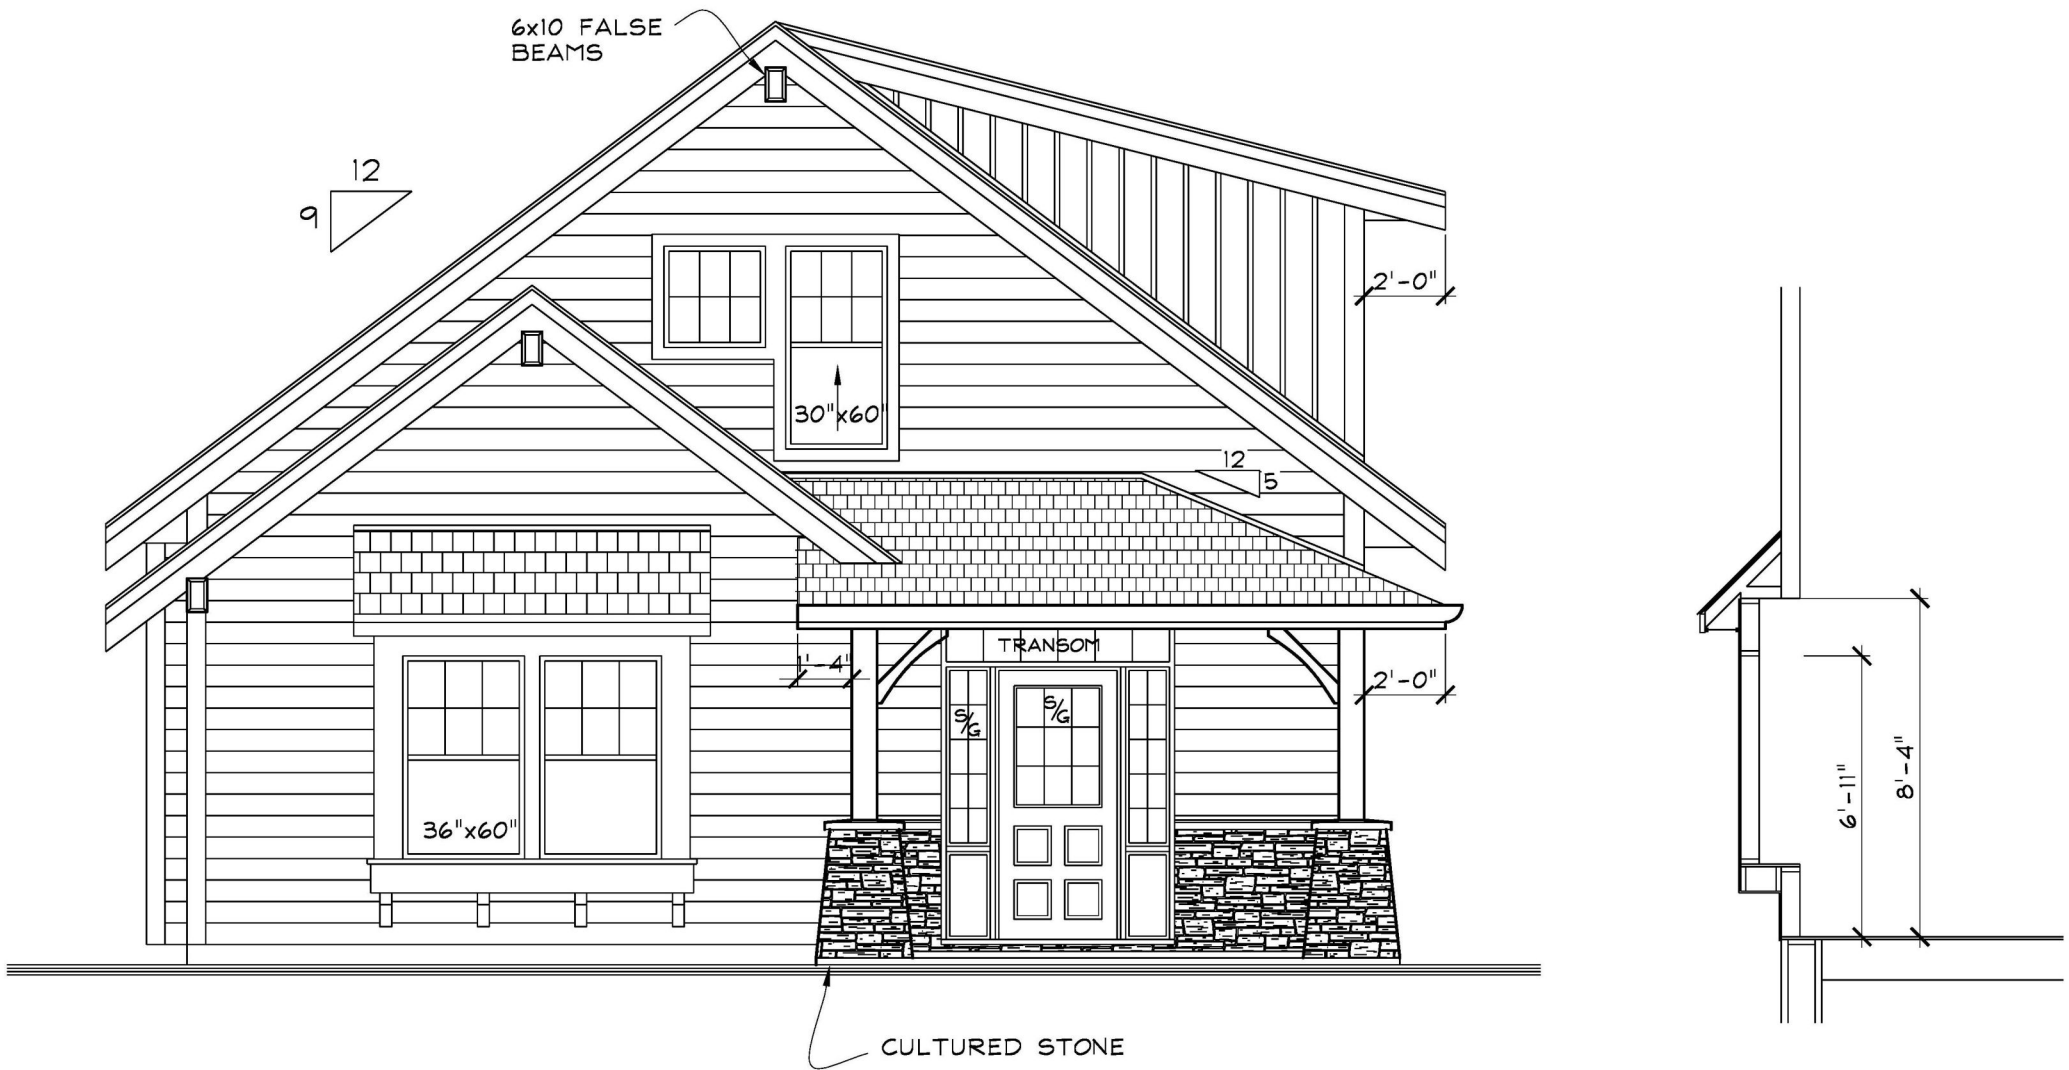 6x10 FALSE
BEAMS
12
9
2'-0"
30"x60"
12
5
TRANSOM
1'-4"
2'-0"
S/G
S/G
36"x60"
6'-11"
8'-4"
CULTURED STONE